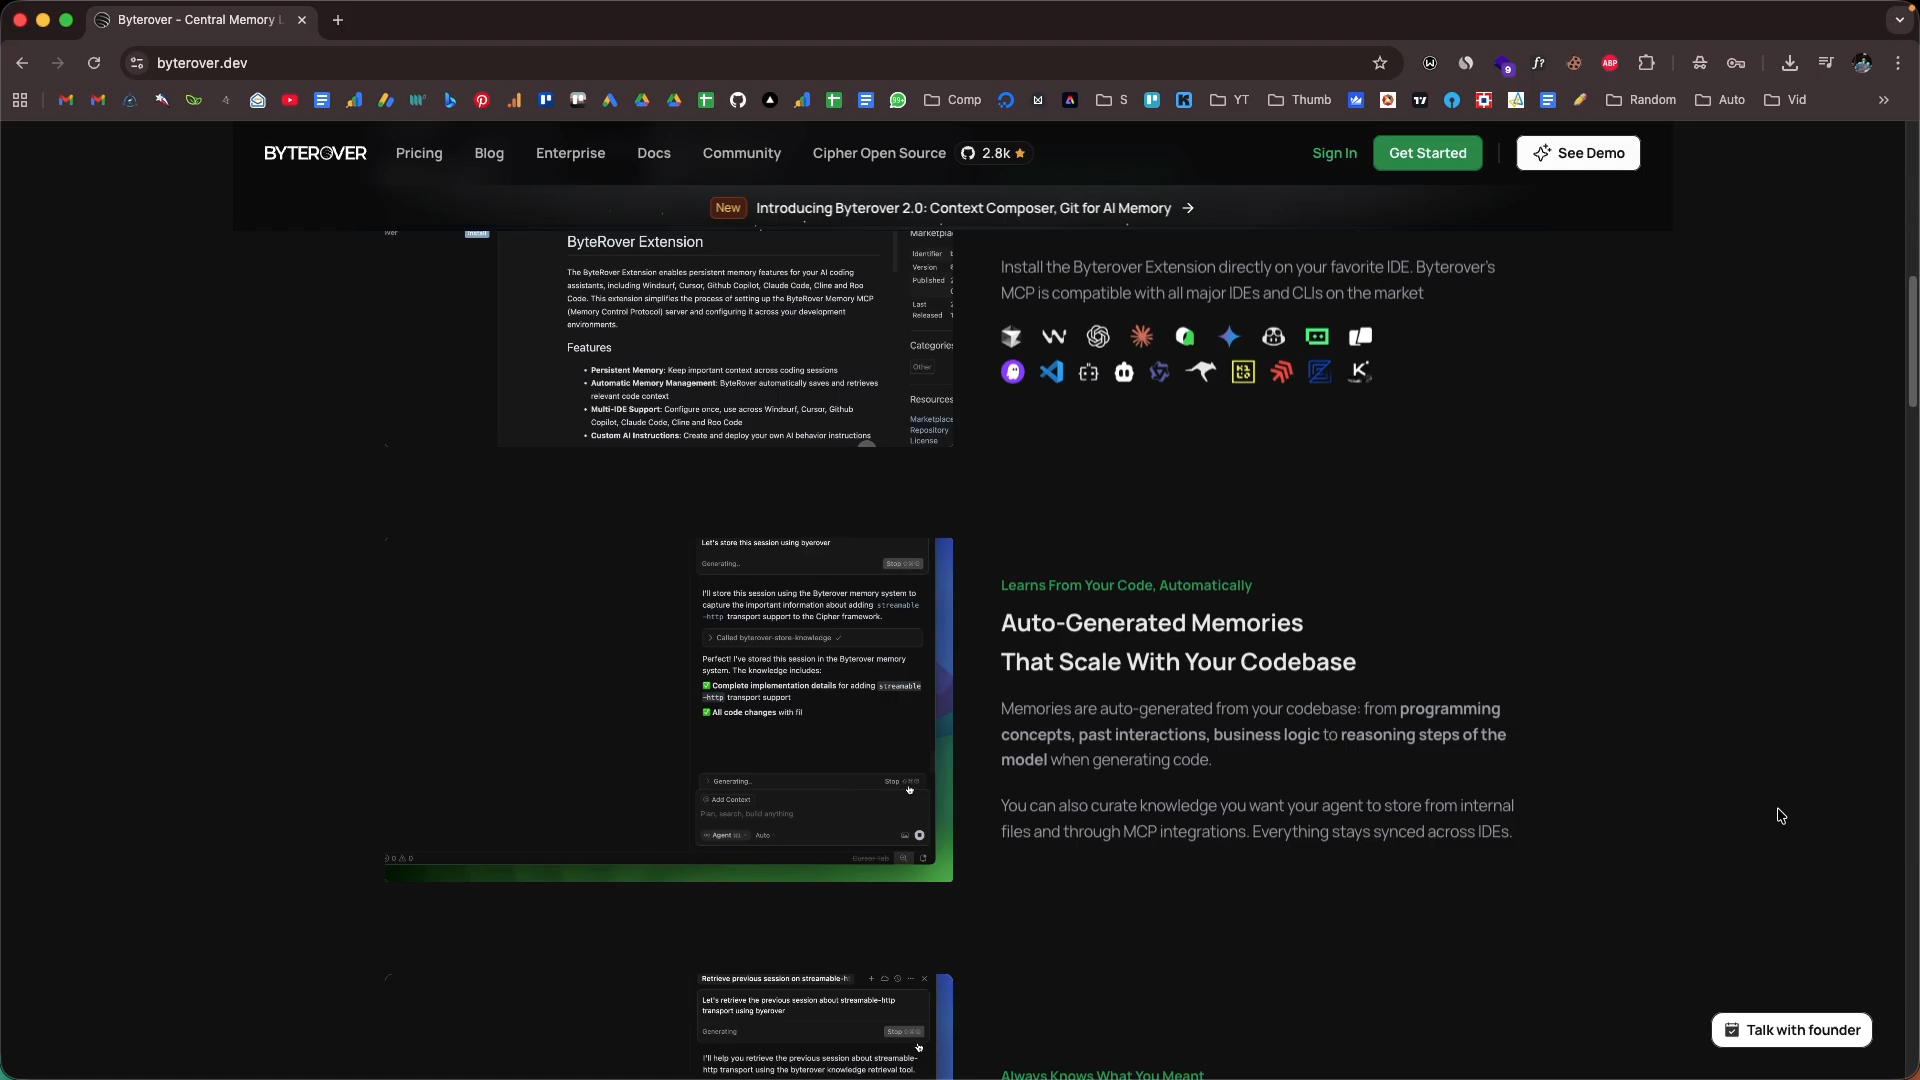 Byterover - Central Memory L
byterover.dev
9
ABP
Comp
S
YT
Thumb
Random
Auto
Vid
BYTEROVER
Pricing
Blog
Enterprise
Docs
Community
Cipher Open Source
2.8k
Sign In
Get Started
See Demo
New
Introducing Byterover 2.0: Context Composer, Git for AI Memory →
Install
ByteRover Extension
The ByteRover Extension enables persistent memory features for your AI coding
assistants, including Windsurf, Cursor, Github Copilot, Claude Code, Cline and Roo
Code. This extension simplifies the process of setting up the ByteRover Memory MCP
(Memory Control Protocol) server and configuring it across your development
environments.
Features
• Persistent Memory: Keep important context across coding sessions
• Automatic Memory Management: ByteRover automatically saves and retrieves
relevant code context
• Multi-IDE Support: Configure once, use across Windsurf, Cursor, Github
Copilot, Claude Code, Cline and Roo Code
• Custom AI Instructions: Create and deploy your own AI behavior instructions
Marketplac
Identifier
Version
Published
Last
Released
Categorie
Other
Resources
Marketplace
Repository
License
Install the Byterover Extension directly on your favorite IDE. Byterover's
MCP is compatible with all major IDEs and CLIs on the market
Let's store this session using byerover
Generating..
Stop
I'll store this session using the Byterover memory system to
capture the important information about adding streamable
-http transport support to the Cipher framework.
> Called byterover-store-knowledge ✓
Perfect! I've stored this session in the Byterover memory
system. The knowledge includes:
✅ Complete implementation details for adding streamable
-http transport support
✅ All code changes with fil
> Generating..
Stop
@ Add Context
Plan, search, build anything
Agent
Auto
0
0
Cursor Tab
Learns From Your Code, Automatically
Auto-Generated Memories
That Scale With Your Codebase
Memories are auto-generated from your codebase: from programming
concepts, past interactions, business logic to reasoning steps of the
model when generating code.
You can also curate knowledge you want your agent to store from internal
files and through MCP integrations. Everything stays synced across IDEs.
Retrieve previous session on streamable-h
Let's retrieve the previous session about streamable-http
transport using byerover
Generating
Stop
I'll help you retrieve the previous session about streamable-
http transport using the byterover knowledge retrieval tool.
Always Knows What You Meant
Talk with founder